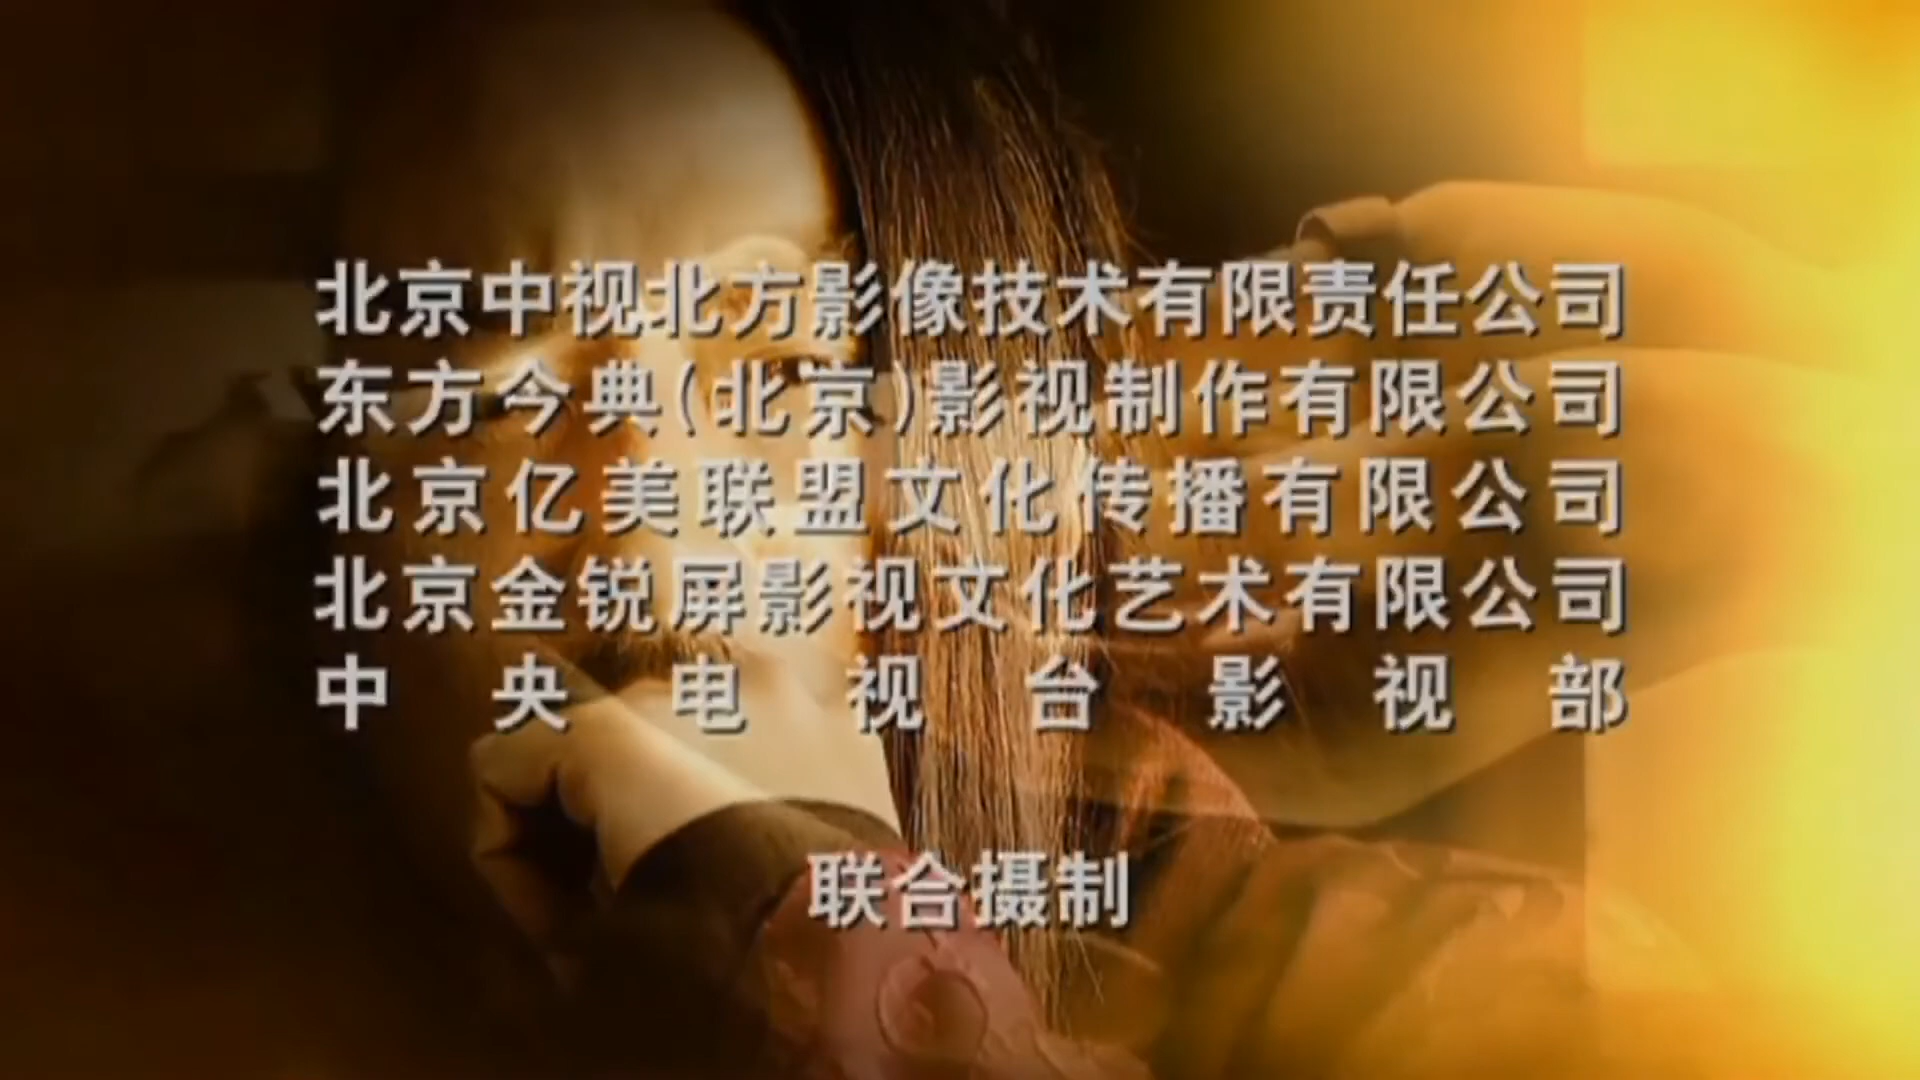 北京中视北方影像技术有限责任公司
东方今典(北京)影视制作有限公司
北京亿美联盟文化传播有限公司
北京金锐屏影视文化艺术有限公司
中央电视台影视部
联合摄制